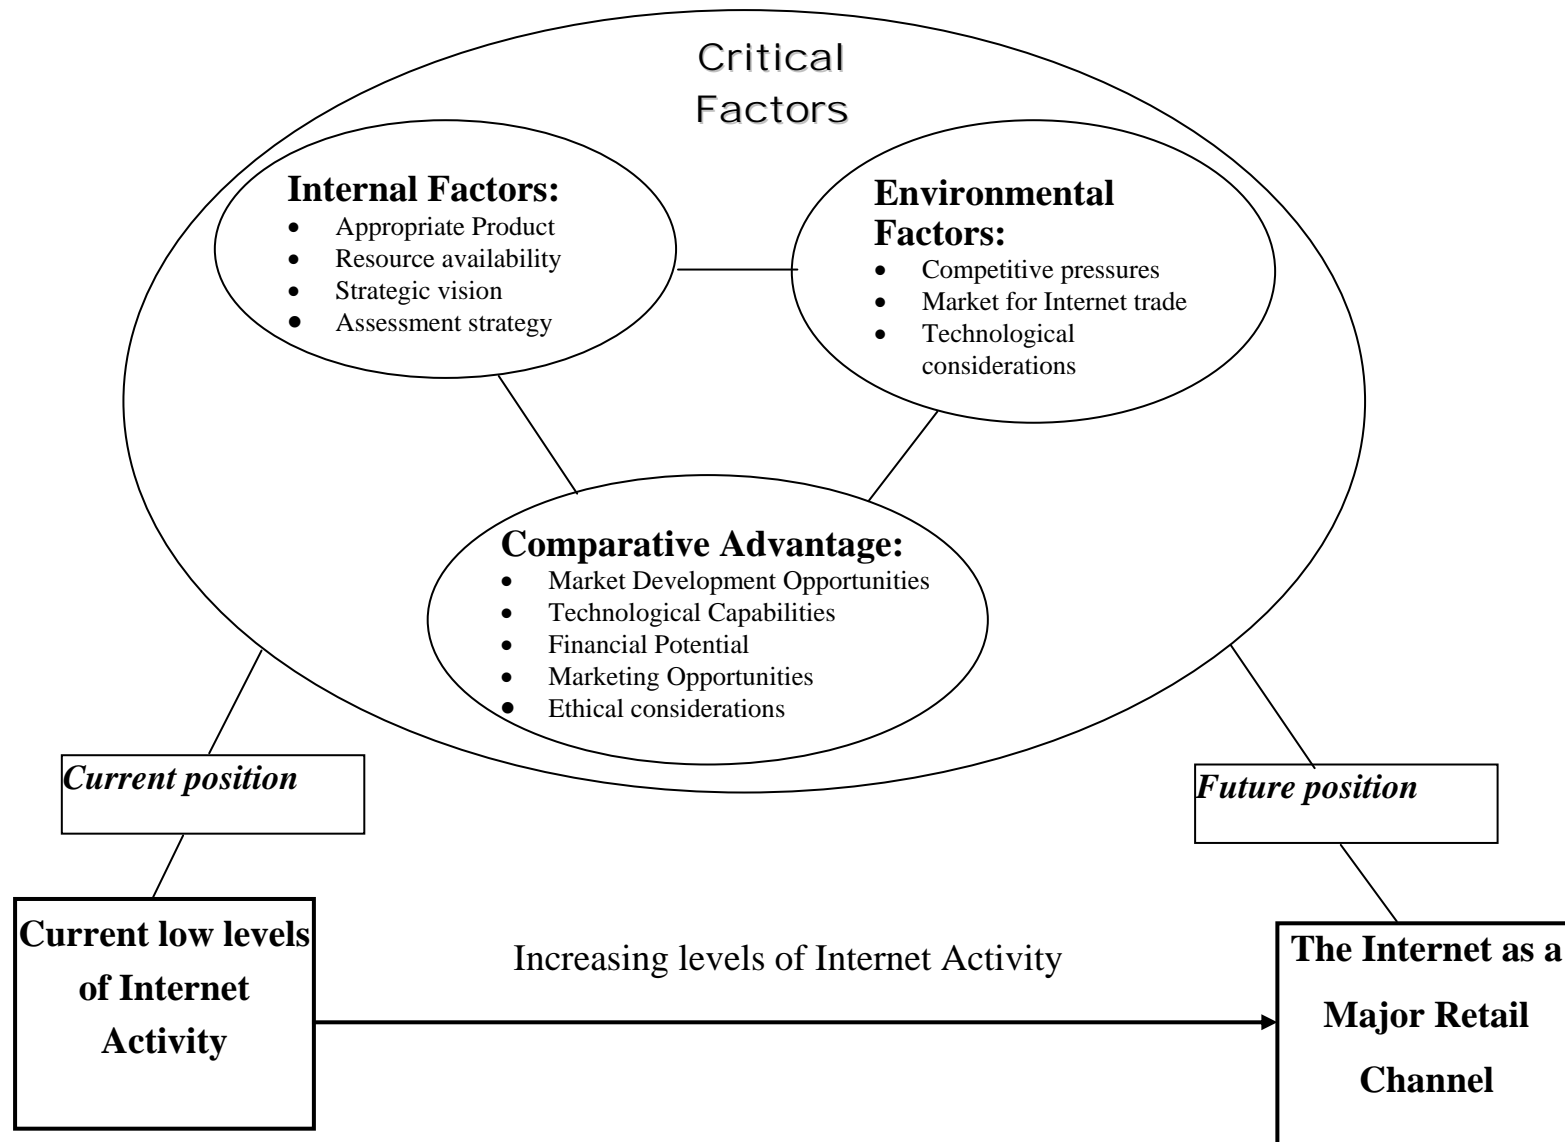 Critical
Factors
Internal Factors:
• Appropriate Product
• Resource availability
• Strategic vision
• Assessment strategy
Environmental
Factors:
• Competitive pressures
• Market for Internet trade
• Technological
considerations
Comparative Advantage:
• Market Development Opportunities
• Technological Capabilities
• Financial Potential
• Marketing Opportunities
• Ethical considerations
Current position
Future position
Current low levels
of Internet
Activity
Increasing levels of Internet Activity
The Internet as a
Major Retail
Channel